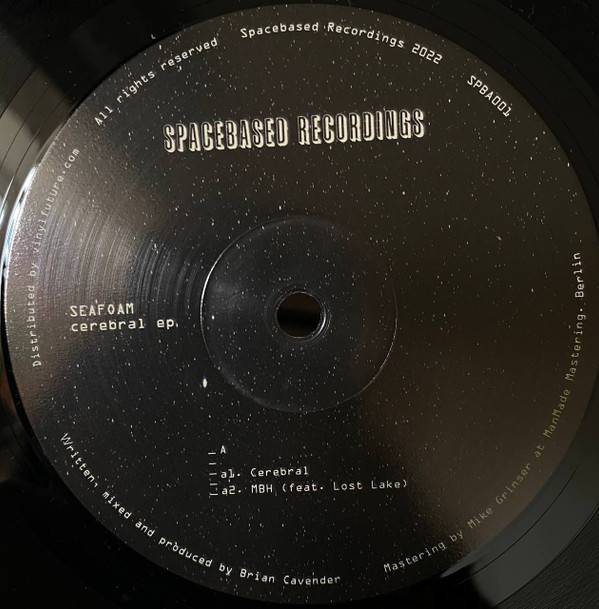 All rights reserved
Spacebased Recordings 2022
SPBA001
SPACEBASED RECORDINGS
Distributed by vinylfuture.com
SEAFOAM
cerebral ep.
A
a1. Cerebral
a2. MBH (feat. Lost Lake)
Written, mixed and produced by Brian Cavender
Mastering by Mike Grinser at ManMade Mastering, Berlin